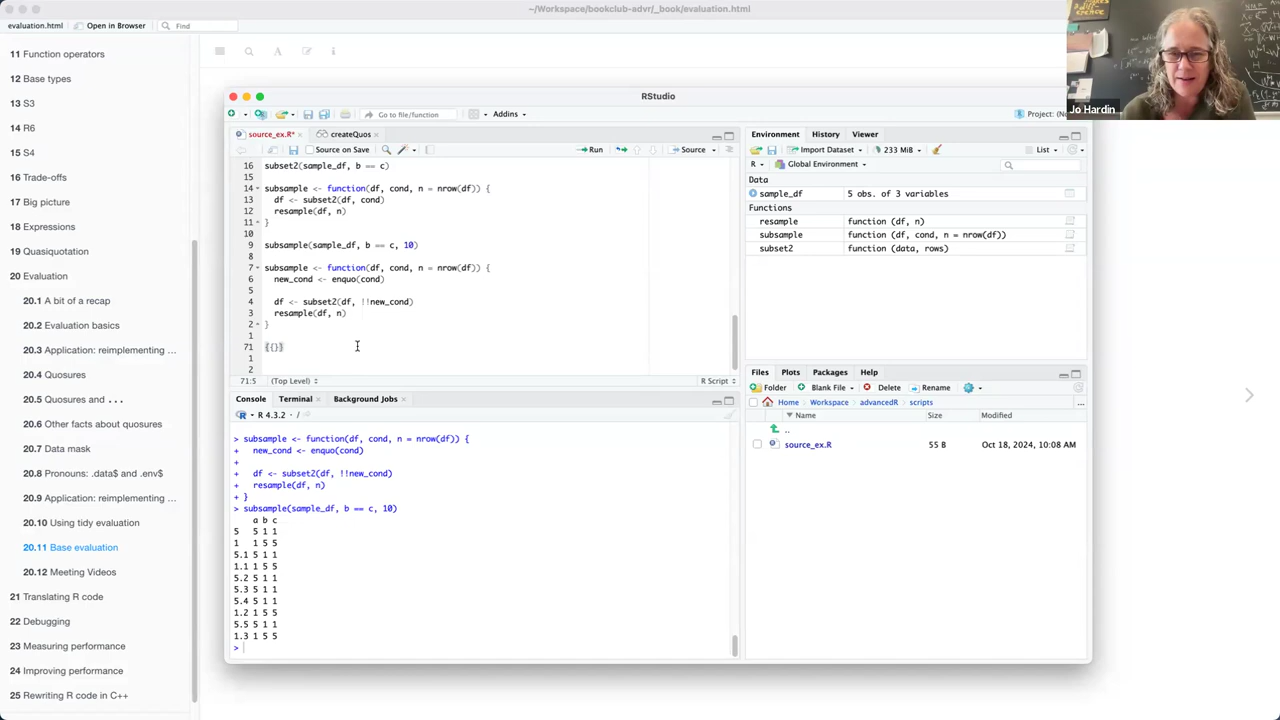 ~/Workspace/bookclub-advr/_book/evaluation.html
evaluation.html
Open in Browser
Find
11 Function operators
12 Base types
13 S3
14 R6
15 S4
16 Trade-offs
17 Big picture
18 Expressions
19 Quasiquotation
20 Evaluation
20.1 A bit of a recap
20.2 Evaluation basics
20.3 Application: reimplementing ...
20.4 Quosures
20.5 Quosures and ...
20.6 Other facts about quosures
20.7 Data mask
20.8 Pronouns: .data$ and .env$
20.9 Application: reimplementing ...
20.10 Using tidy evaluation
20.11 Base evaluation
20.12 Meeting Videos
21 Translating R code
22 Debugging
23 Measuring performance
24 Improving performance
25 Rewriting R code in C++
RStudio
Go to file/function
Addins
Project: (No
source_ex.R*
createQuos
Source on Save
Run
Source
16 subset2(sample_df, b == c)
15
14 subsample <- function(df, cond, n = nrow(df)) {
13 df <- subset2(df, cond)
12 resample(df, n)
11 }
10
9 subsample(sample_df, b == c, 10)
8
7 subsample <- function(df, cond, n = nrow(df)) {
6 new_cond <- enquo(cond)
5
4 df <- subset2(df, !!new_cond)
3 resample(df, n)
2 }
1
71 {{}}
1
2
71:5 (Top Level)
R Script
Console
Terminal
Background Jobs
R 4.3.2 · /
> subsample <- function(df, cond, n = nrow(df)) {
+ new_cond <- enquo(cond)
+
+ df <- subset2(df, !!new_cond)
+ resample(df, n)
+ }
> subsample(sample_df, b == c, 10)
a b c
5 5 1 1
1 1 5 5
5.1 5 1 1
1.1 1 5 5
5.2 5 1 1
5.3 5 1 1
5.4 5 1 1
1.2 1 5 5
5.5 5 1 1
1.3 1 5 5
>
Environment
History
Viewer
Import Dataset
233 MiB
List
R
Global Environment
Data
sample_df 5 obs. of 3 variables
Functions
resample function (df, n)
subsample function (df, cond, n = nrow(df))
subset2 function (data, rows)
Files
Plots
Packages
Help
Folder
Blank File
Delete
Rename
Home
Workspace
advancedR
scripts
...
Name
Size
Modified
..
source_ex.R 55 B Oct 18, 2024, 10:08 AM
Jo Hardin